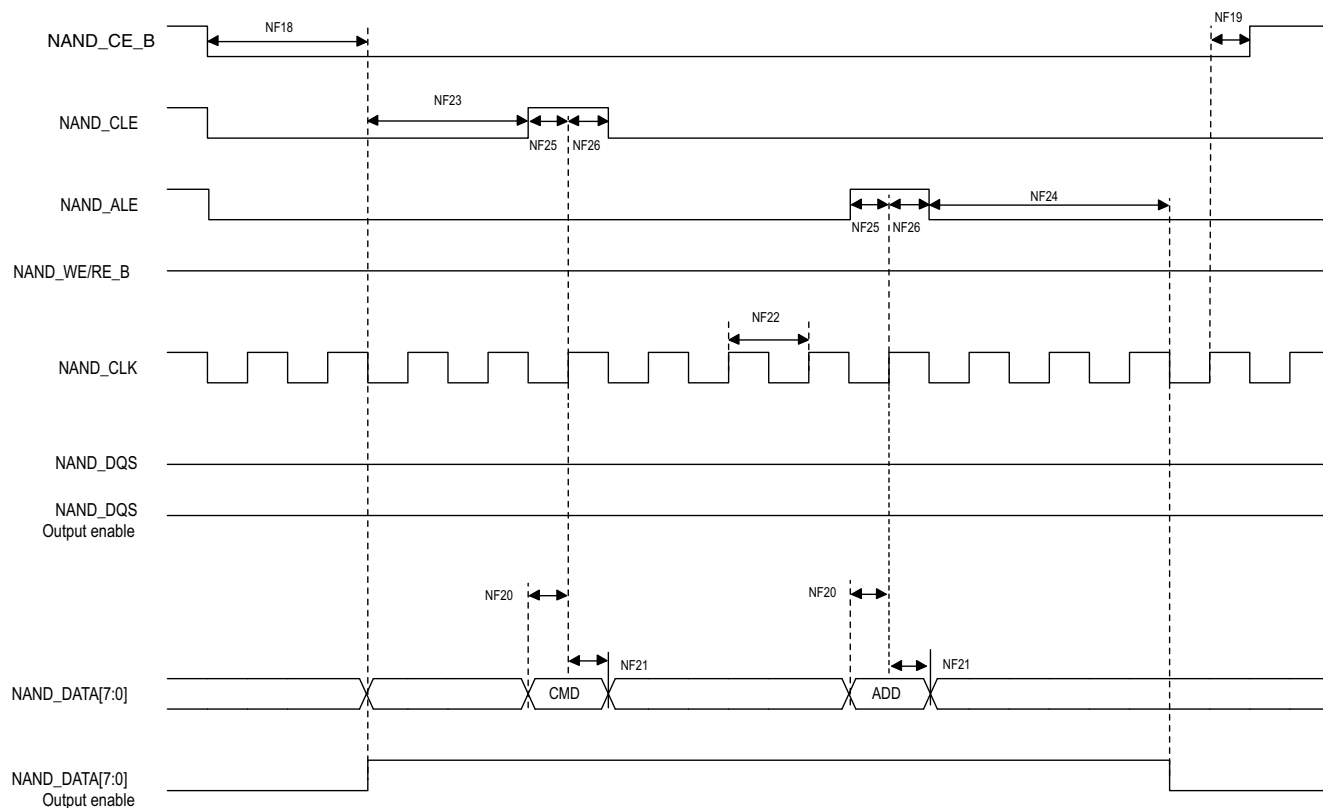 NF18
NF19
NAND_CE_B
NF23
NAND_CLE
NF25
NF26
NAND_ALE
NF24
NF25
NF26
NAND_WE/RE_B
NF22
NAND_CLK
NAND_DQS
NAND_DQS
Output enable
NF20
NF20
NF21
NF21
NAND_DATA[7:0]
CMD
ADD
NAND_DATA[7:0]
Output enable